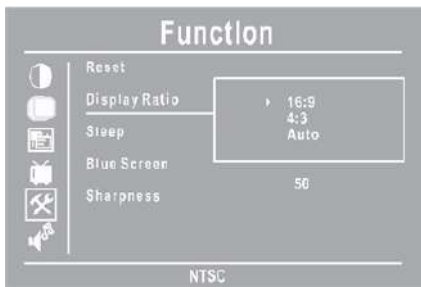 Function
Reset
Display Ratio
16:9
4:3
Auto
Sleep
Blue Screen
Sharpness 50
NTSC